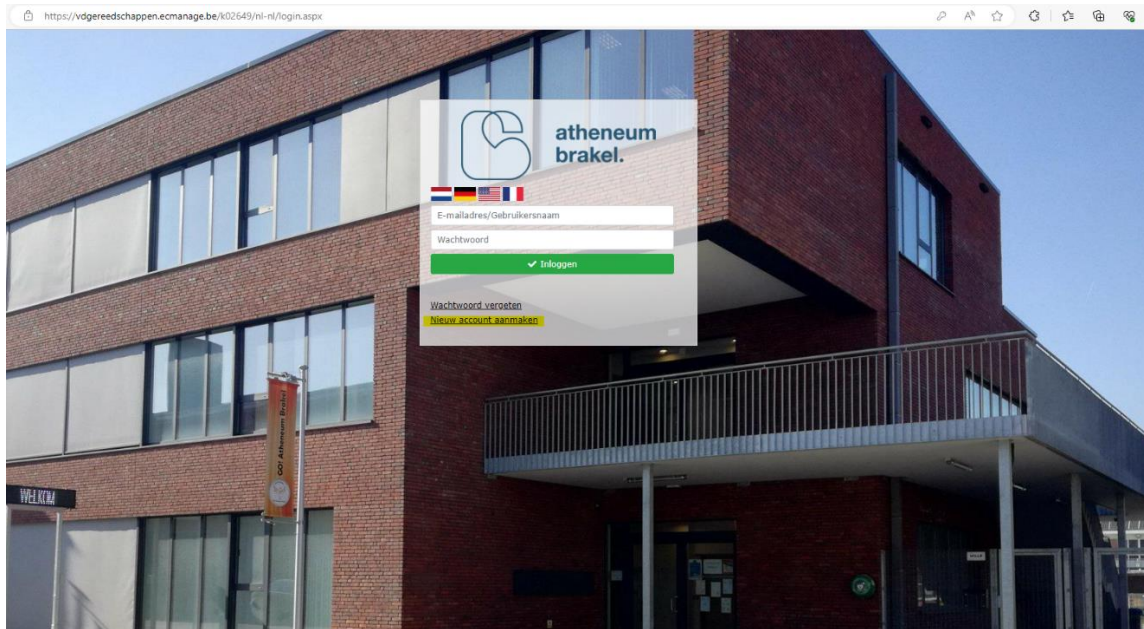 https://vdgereedschappen.ecmanage.be/k02649/nl-nl/login.aspx
atheneum
brakel.
E-mailadres/Gebruikersnaam
Wachtwoord
Inloggen
Wachtwoord vergeten
Nieuw account aanmaken
GO! Atheneum Brakel
WELKOM